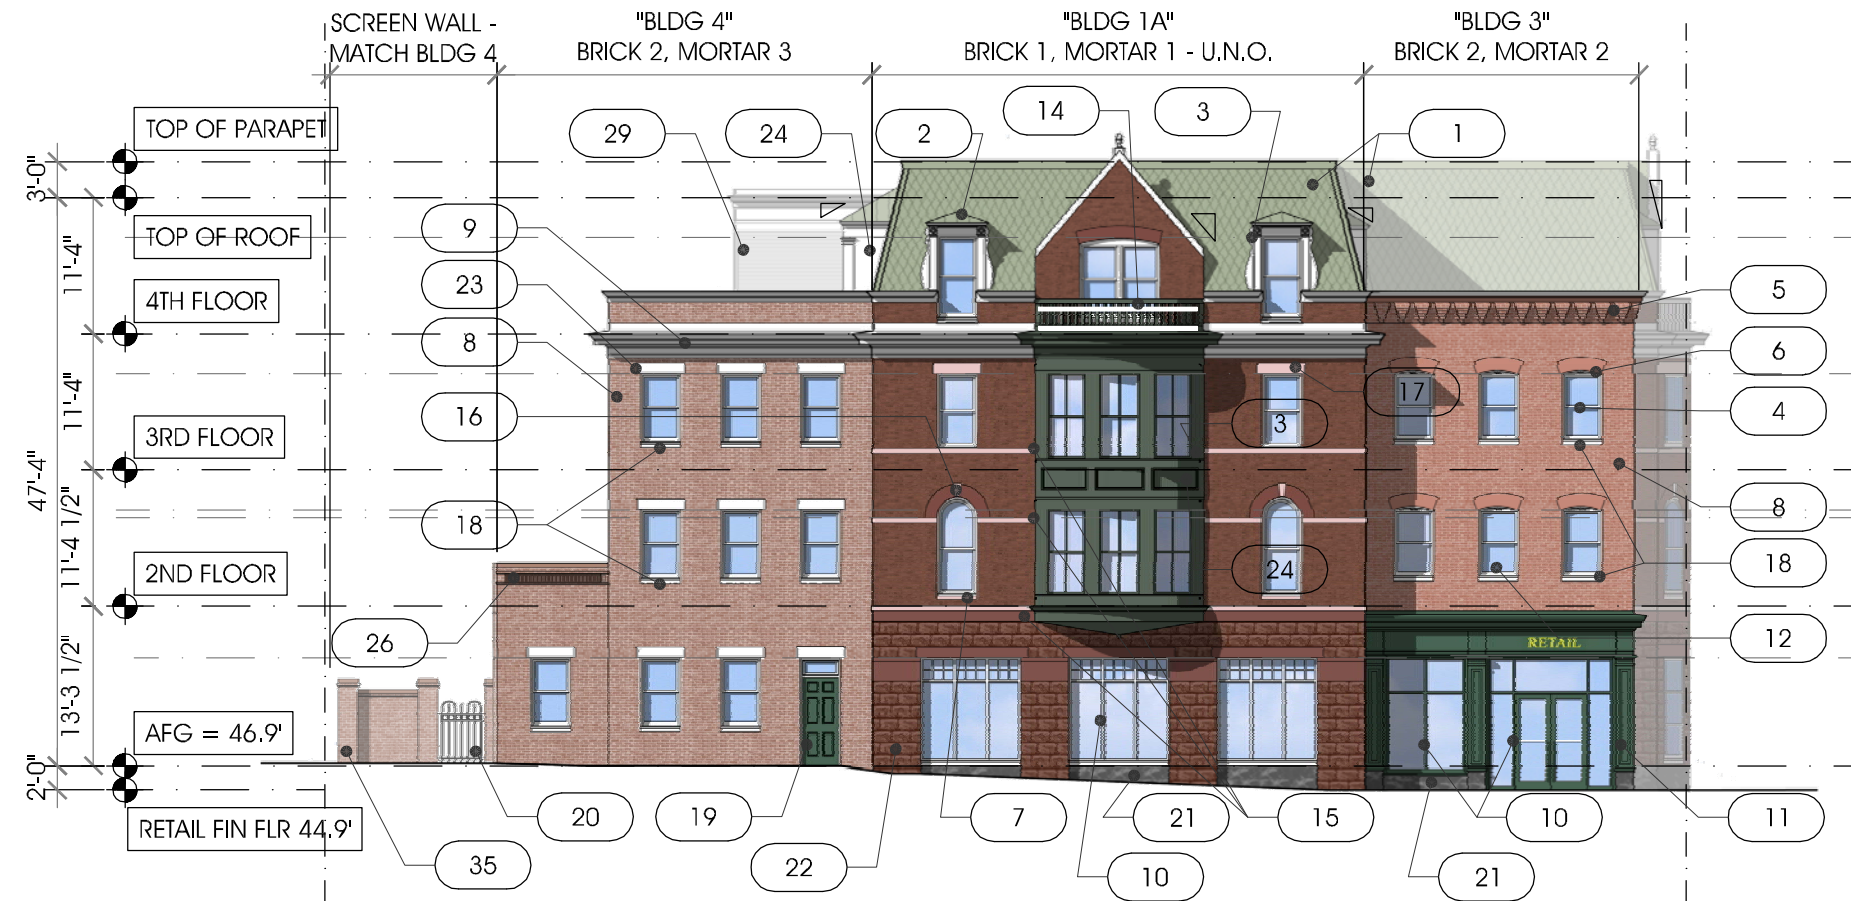 SCREEN WALL -
MATCH BLDG 4
"BLDG 4"
BRICK 2, MORTAR 3
"BLDG 1A"
BRICK 1, MORTAR 1 - U.N.O.
"BLDG 3"
BRICK 2, MORTAR 2
TOP OF PARAPET
29
24
2
14
3
1
3'-0"
TOP OF ROOF
9
11'-4"
23
4TH FLOOR
5
8
6
11'-4"
16
17
4
3RD FLOOR
3
47'-4"
18
8
11'-4 1/2"
2ND FLOOR
24
18
26
12
RETAIL
13'-3 1/2"
AFG = 46.9'
2'-0"
RETAIL FIN FLR 44.9'
20
19
7
21
15
10
11
35
22
10
21